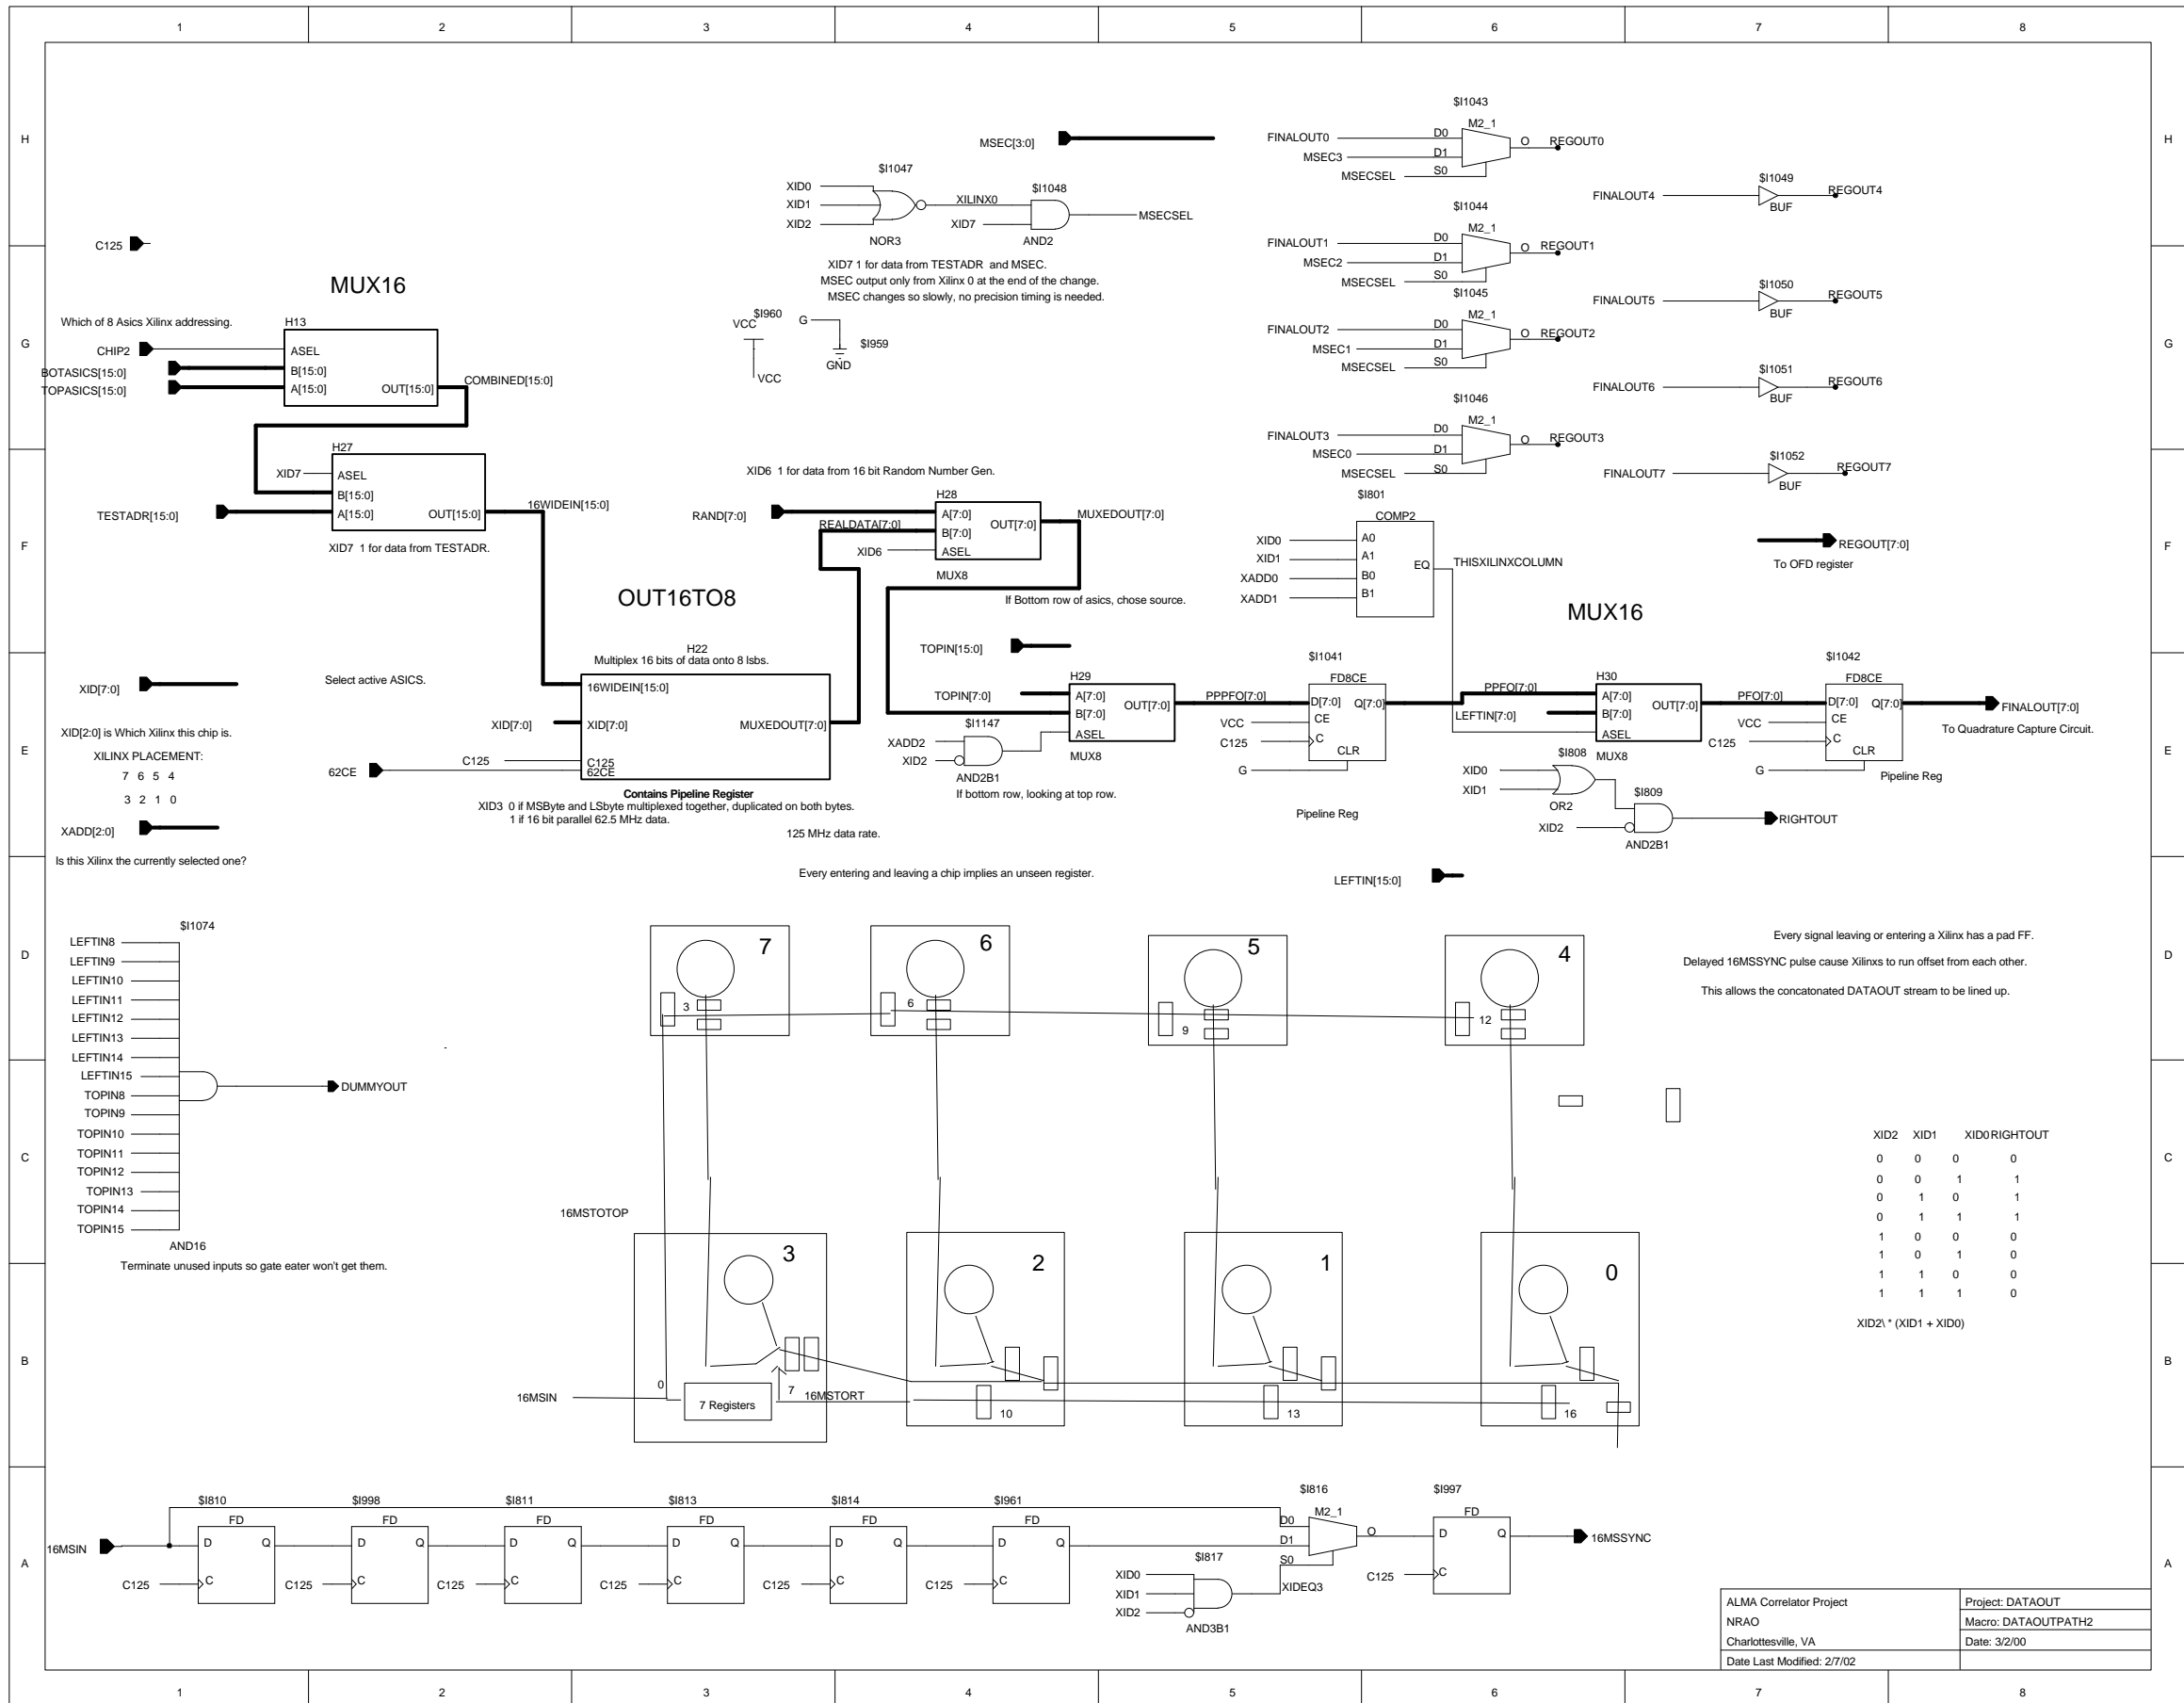 1 2 3 4 5 6 7 8
H
G
F
E
D
C
B
A
H
G
F
E
D
C
B
A
C125
MUX16
Which of 8 Asics Xilinx addressing.
H13
CHIP2
ASEL
BOTASICS[15:0]
B[15:0]
TOPASICS[15:0]
A[15:0]
OUT[15:0]
COMBINED[15:0]
H27
XID7
ASEL
B[15:0]
TESTADR[15:0]
A[15:0]
OUT[15:0]
16WIDEIN[15:0]
XID7 1 for data from TESTADR.
MSEC[3:0]
$I1047
XID0
XID1
XID2
NOR3
XILINX0
$I1048
XID7
AND2
MSECSEL
XID7 1 for data from TESTADR and MSEC.
MSEC output only from Xilinx 0 at the end of the change.
MSEC changes so slowly, no precision timing is needed.
$I960
VCC
VCC
G
$I959
GND
$I1043
M2_1
FINALOUT0
D0
MSEC3
D1
MSECSEL
S0
O
REGOUT0
$I1044
M2_1
FINALOUT1
D0
MSEC2
D1
MSECSEL
S0
O
REGOUT1
$I1045
M2_1
FINALOUT2
D0
MSEC1
D1
MSECSEL
S0
O
REGOUT2
$I1046
M2_1
FINALOUT3
D0
MSEC0
D1
MSECSEL
S0
O
REGOUT3
$I1049
FINALOUT4
BUF
REGOUT4
$I1050
FINALOUT5
BUF
REGOUT5
$I1051
FINALOUT6
BUF
REGOUT6
$I1052
FINALOUT7
BUF
REGOUT7
REGOUT[7:0]
To OFD register
XID6 1 for data from 16 bit Random Number Gen.
H28
RAND[7:0]
A[7:0]
REALDATA[7:0]
B[7:0]
OUT[7:0]
XID6
ASEL
MUX8
MUXEDOUT[7:0]
If Bottom row of asics, chose source.
$I801
COMP2
XID0
A0
XID1
A1
XADD0
B0
XADD1
B1
EQ
THISXILINXCOLUMN
OUT16TO8
H22
Multiplex 16 bits of data onto 8 lsbs.
16WIDEIN[15:0]
XID[7:0]
XID[7:0]
MUXEDOUT[7:0]
C125
C125
62CE
62CE
Contains Pipeline Register
XID3 0 if MSByte and LSbyte multiplexed together, duplicated on both bytes.
1 if 16 bit parallel 62.5 MHz data.
125 MHz data rate.
XID[7:0]
Select active ASICS.
XID[2:0] is Which Xilinx this chip is.
XILINX PLACEMENT:
7 6 5 4
3 2 1 0
XADD[2:0]
Is this Xilinx the currently selected one?
TOPIN[15:0]
H29
TOPIN[7:0]
A[7:0]
B[7:0]
OUT[7:0]
ASEL
MUX8
$I1147
XADD2
XID2
AND2B1
If bottom row, looking at top row.
PPPFO[7:0]
$I1041
FD8CE
D[7:0]
Q[7:0]
VCC
CE
C125
C
CLR
G
Pipeline Reg
MUX16
H30
PPFO[7:0]
A[7:0]
LEFTIN[7:0]
B[7:0]
OUT[7:0]
ASEL
MUX8
$I808
XID0
XID1
OR2
$I809
XID2
AND2B1
RIGHTOUT
PFO[7:0]
$I1042
FD8CE
D[7:0]
Q[7:0]
VCC
CE
C125
C
CLR
G
Pipeline Reg
FINALOUT[7:0]
To Quadrature Capture Circuit.
Every entering and leaving a chip implies an unseen register.
LEFTIN[15:0]
$I1074
LEFTIN8
LEFTIN9
LEFTIN10
LEFTIN11
LEFTIN12
LEFTIN13
LEFTIN14
LEFTIN15
TOPIN8
TOPIN9
TOPIN10
TOPIN11
TOPIN12
TOPIN13
TOPIN14
TOPIN15
AND16
DUMMYOUT
Terminate unused inputs so gate eater won't get them.
7
3
6
6
5
9
4
12
Every signal leaving or entering a Xilinx has a pad FF.
Delayed 16MSSYNC pulse cause Xilinxs to run offset from each other.
This allows the concatonated DATAOUT stream to be lined up.
16MSTOTOP
3
2
1
0
16MSIN
0
7 Registers
7
16MSTORT
10
13
16
XID2 XID1 XID0 RIGHTOUT
0 0 0 0
0 0 1 1
0 1 0 1
0 1 1 1
1 0 0 0
1 0 1 0
1 1 0 0
1 1 1 0
XID2\ * (XID1 + XID0)
16MSIN
$I810
FD
D
Q
C125
C
$I998
FD
D
Q
C125
C
$I811
FD
D
Q
C125
C
$I813
FD
D
Q
C125
C
$I814
FD
D
Q
C125
C
$I961
FD
D
Q
C125
C
$I816
M2_1
D0
D1
S0
O
$I817
XID0
XID1
XID2
AND3B1
XIDEQ3
$I997
FD
D
Q
C125
C
16MSSYNC
ALMA Correlator Project
NRAO
Charlottesville, VA
Date Last Modified: 2/7/02
Project: DATAOUT
Macro: DATAOUTPATH2
Date: 3/2/00
1 2 3 4 5 6 7 8